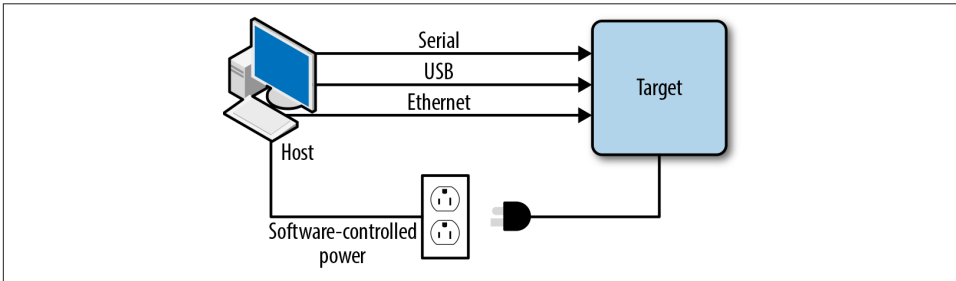 Serial
USB
Ethernet
Target
Host
Software-controlled
power